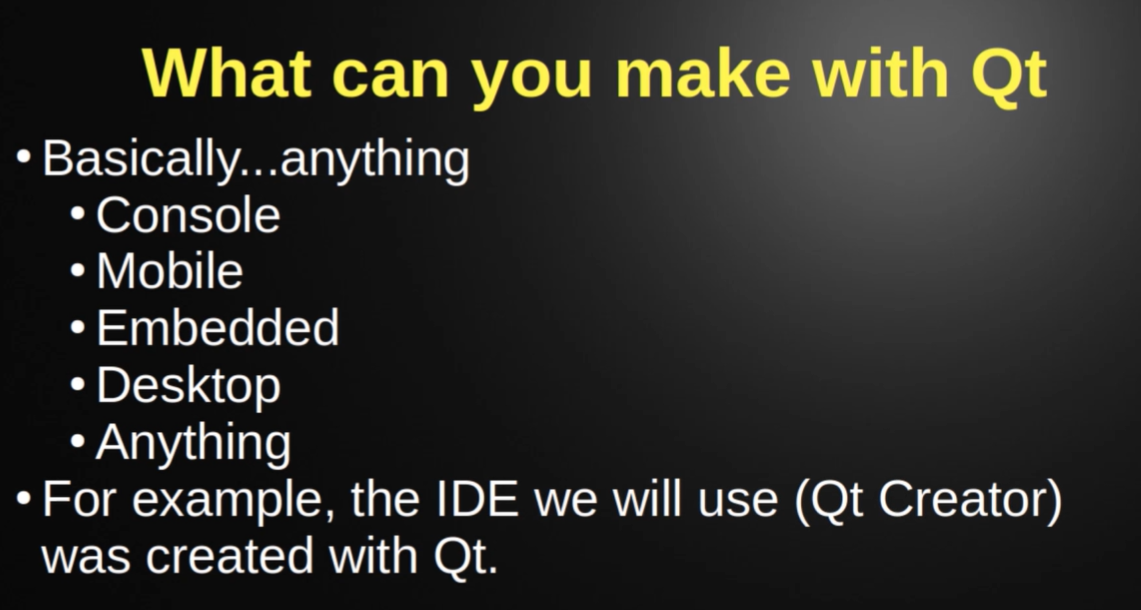 What can you make with Qt
• Basically...anything
• Console
• Mobile
• Embedded
• Desktop
• Anything
• For example, the IDE we will use (Qt Creator)
was created with Qt.